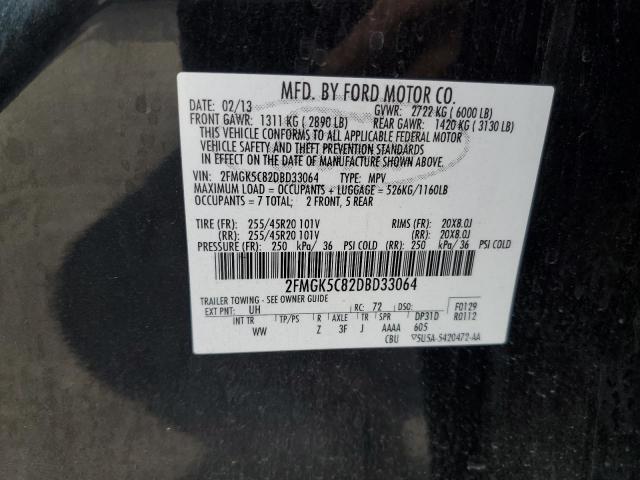 MFD. BY FORD MOTOR CO.
DATE: 02/13 GVWR: 2722 KG ( 6000 LB)
FRONT GAWR: 1311 KG ( 2890 LB) REAR GAWR: 1420 KG ( 3130 LB)
THIS VEHICLE CONFORMS TO ALL APPLICABLE FEDERAL MOTOR
VEHICLE SAFETY AND THEFT PREVENTION STANDARDS
IN EFFECT ON THE DATE OF MANUFACTURE SHOWN ABOVE.
VIN: 2FMGK5C82DBD33064 TYPE: MPV
MAXIMUM LOAD = OCCUPANTS + LUGGAGE = 526KG/1160LB
OCCUPANTS = 7 TOTAL; 2 FRONT, 5 REAR
TIRE (FR): 255/45R20 101V RIMS (FR): 20X8.0J
(RR): 255/45R20 101V (RR): 20X8.0J
PRESSURE (FR): 250 kPa/ 36 PSI COLD (RR): 250 kPa/ 36 PSI COLD
2FMGK5C82DBD33064
TRAILER TOWING - SEE OWNER GUIDE
EXT PNT: UH RC: 72 DSO: F0129
INT TR TP/PS R AXLE TR SPR DP31D R0112
WW Z 3F J AAAA 605
CBU 5U5A-5420472-AA